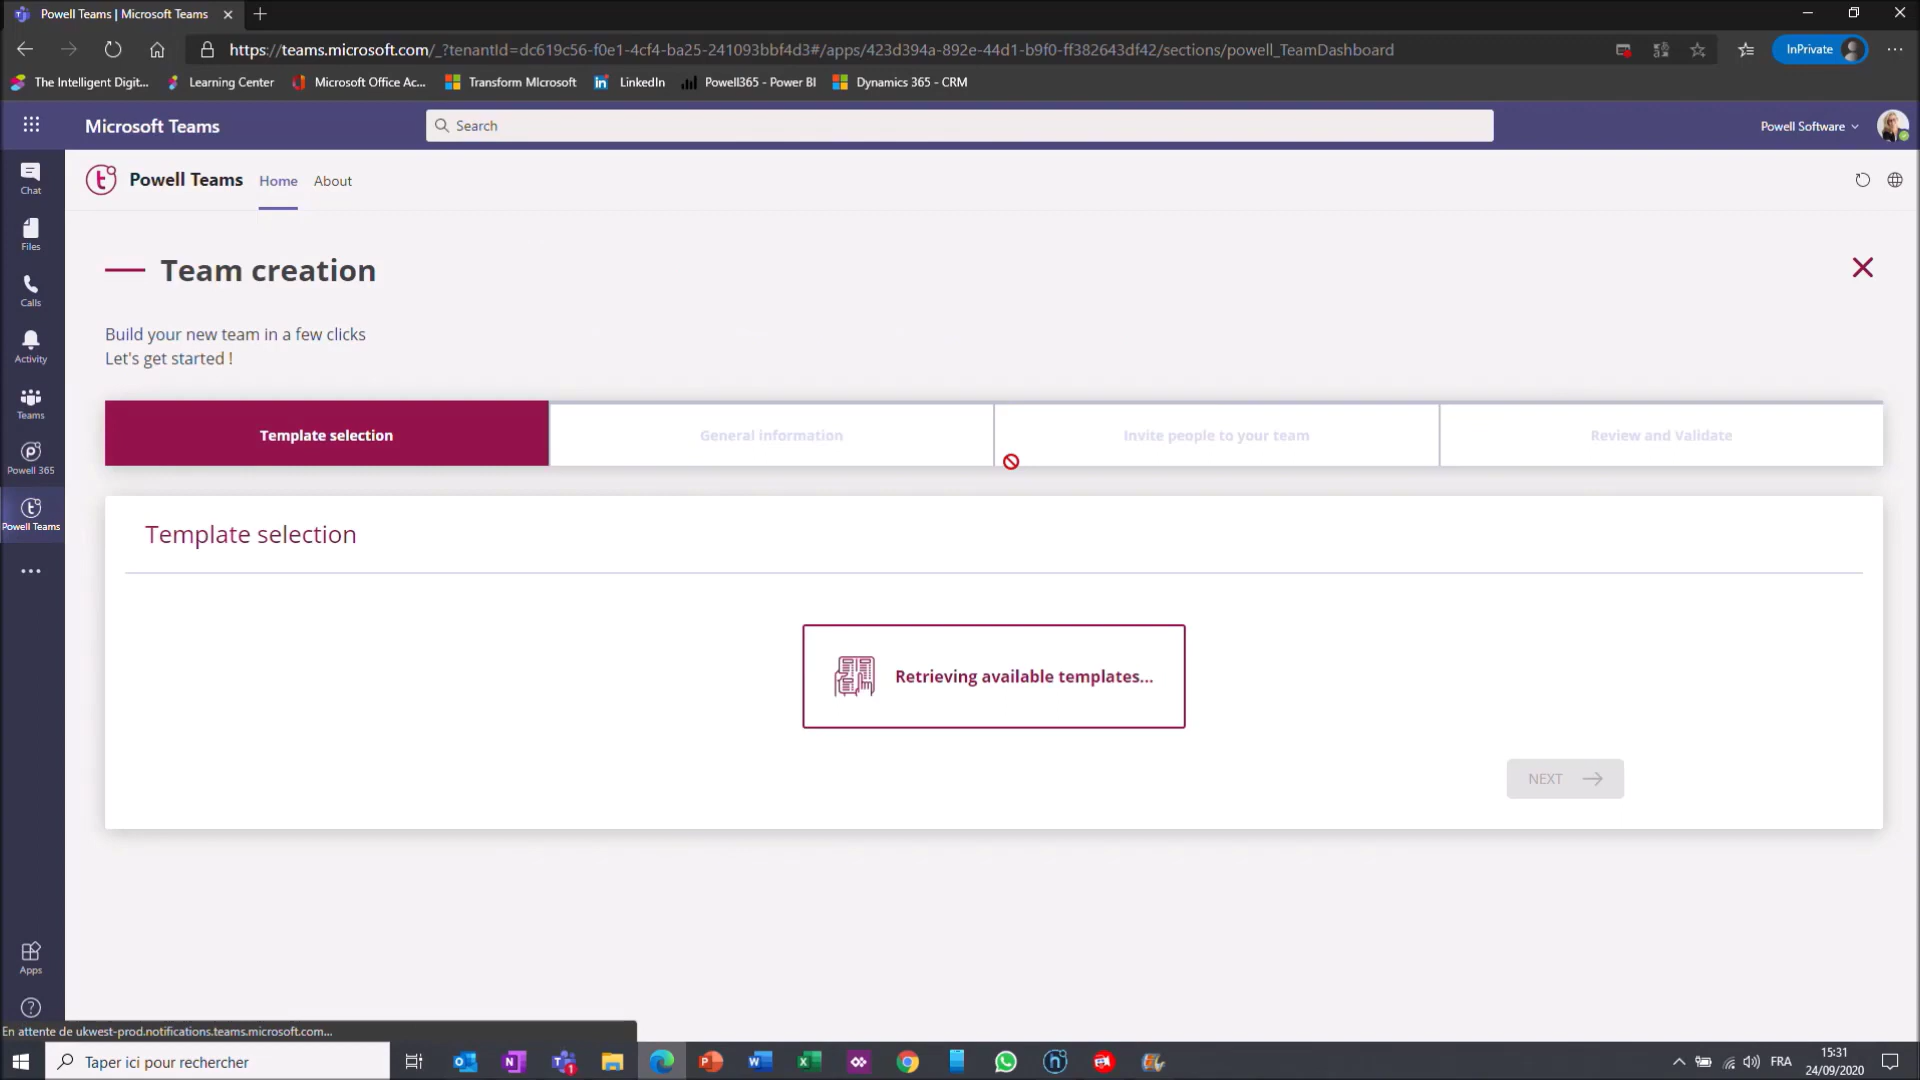 Powell Teams | Microsoft Teams
https://teams.microsoft.com/_?tenantId=dc619c56-f0e1-4cf4-ba25-241093bbf4d3#/apps/423d394a-892e-44d1-b9f0-ff382643df42/sections/powell_TeamDashboard
InPrivate
The Intelligent Digit...
Learning Center
Microsoft Office Ac...
Transform MIcrosoft
LinkedIn
Powell365 - Power BI
Dynamics 365 - CRM
Microsoft Teams
Search
Powell Software
Chat
Files
Calls
Activity
Teams
Powell 365
Powell Teams
Apps
Powell Teams
Home
About
Team creation
Build your new team in a few clicks
Let's get started !
Template selection
General information
Invite people to your team
Review and Validate
Template selection
Retrieving available templates...
NEXT
En attente de ukwest-prod.notifications.teams.microsoft.com...
Taper ici pour rechercher
FRA
15:31
24/09/2020